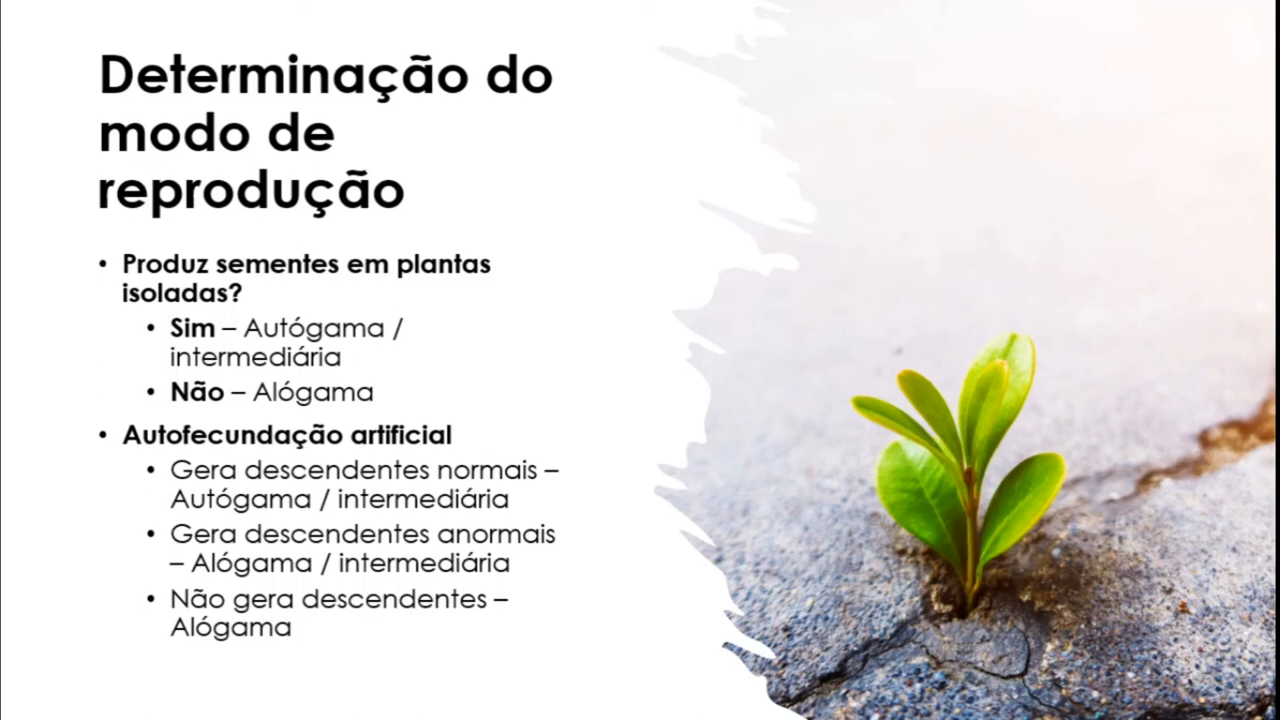 Determinação do
modo de
reprodução
• Produz sementes em plantas
isoladas?
• Sim – Autógama /
intermediária
• Não – Alógama
• Autofecundação artificial
• Gera descendentes normais –
Autógama / intermediária
• Gera descendentes anormais
– Alógama / intermediária
• Não gera descendentes –
Alógama